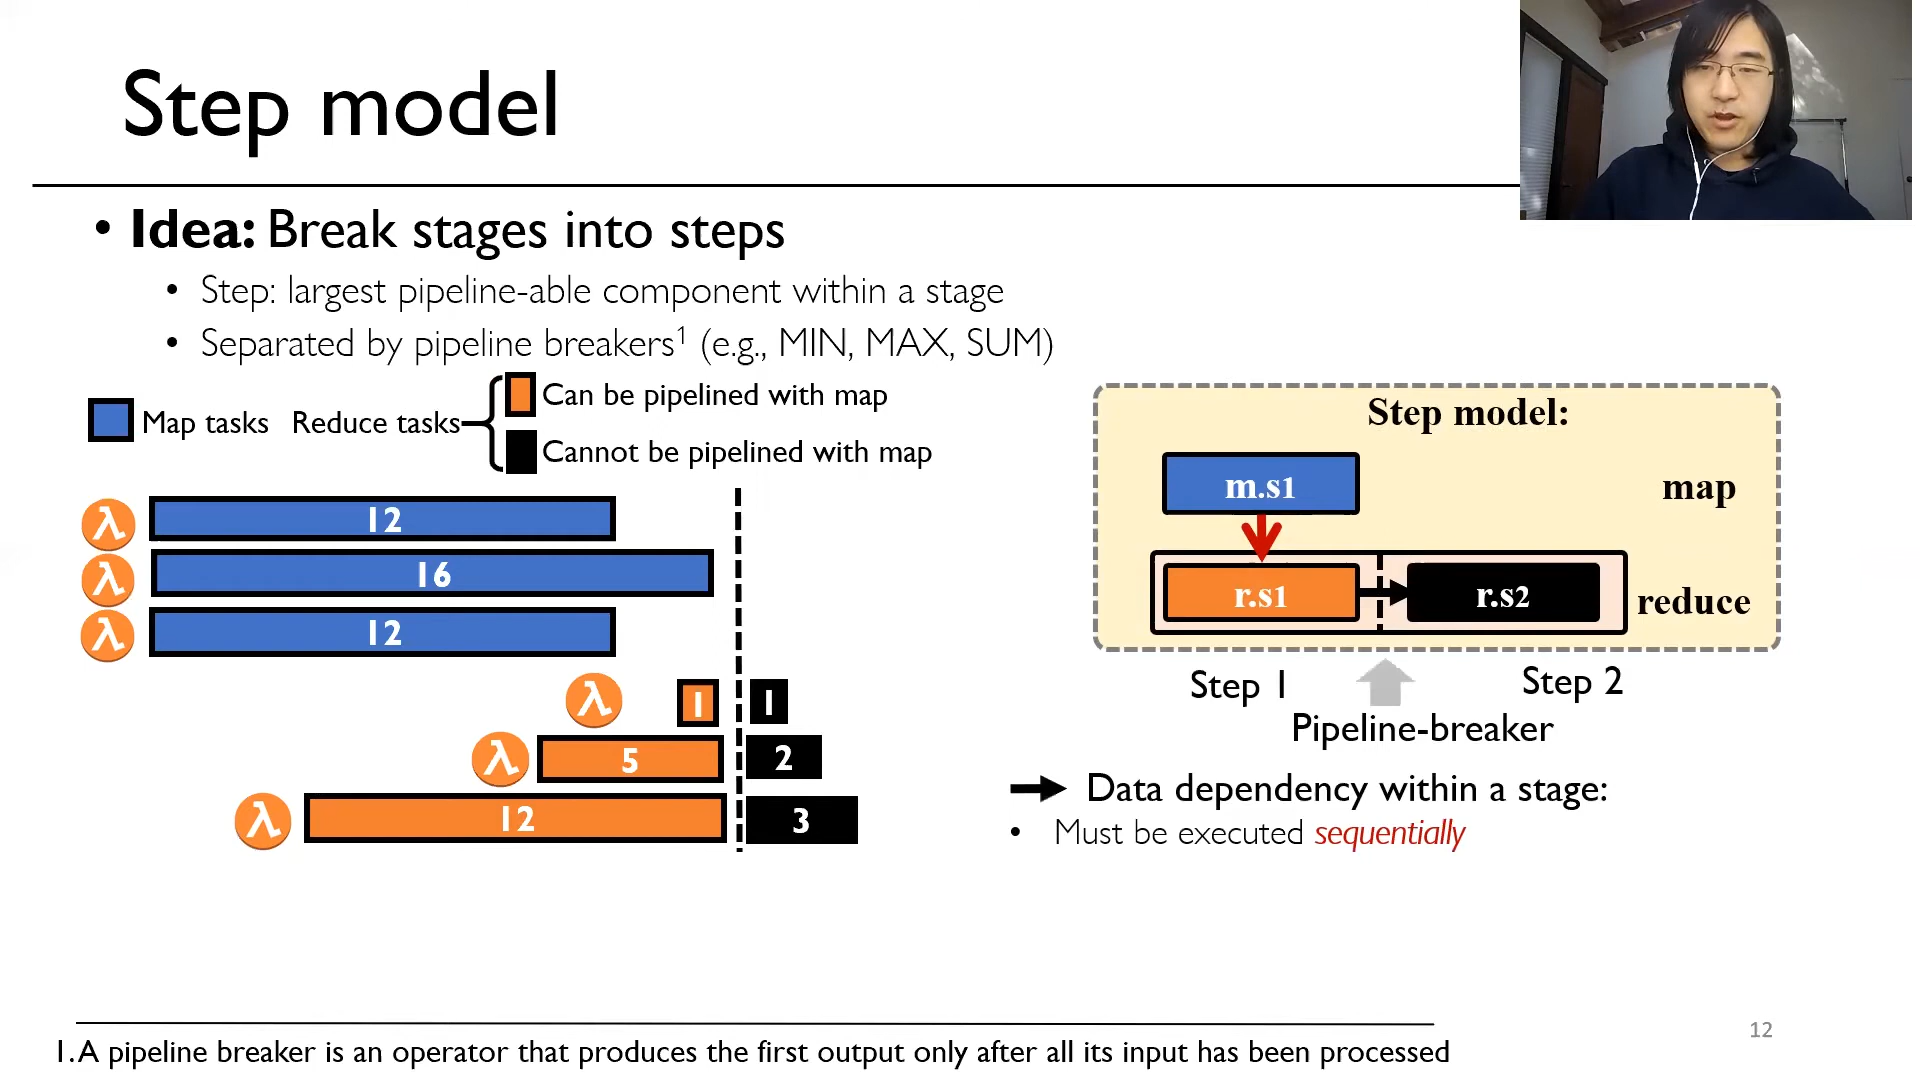 Step model
• Idea: Break stages into steps
• Step: largest pipeline-able component within a stage
• Separated by pipeline breakers¹ (e.g., MIN, MAX, SUM)
Map tasks
Reduce tasks
Can be pipelined with map
Cannot be pipelined with map
λ 12
λ 16
λ 12
λ 1 1
λ 5 2
λ 12 3
Step model:
m.s1 map
r.s1 r.s2 reduce
Step 1 Step 2
Pipeline-breaker
Data dependency within a stage:
• Must be executed sequentially
12
1. A pipeline breaker is an operator that produces the first output only after all its input has been processed